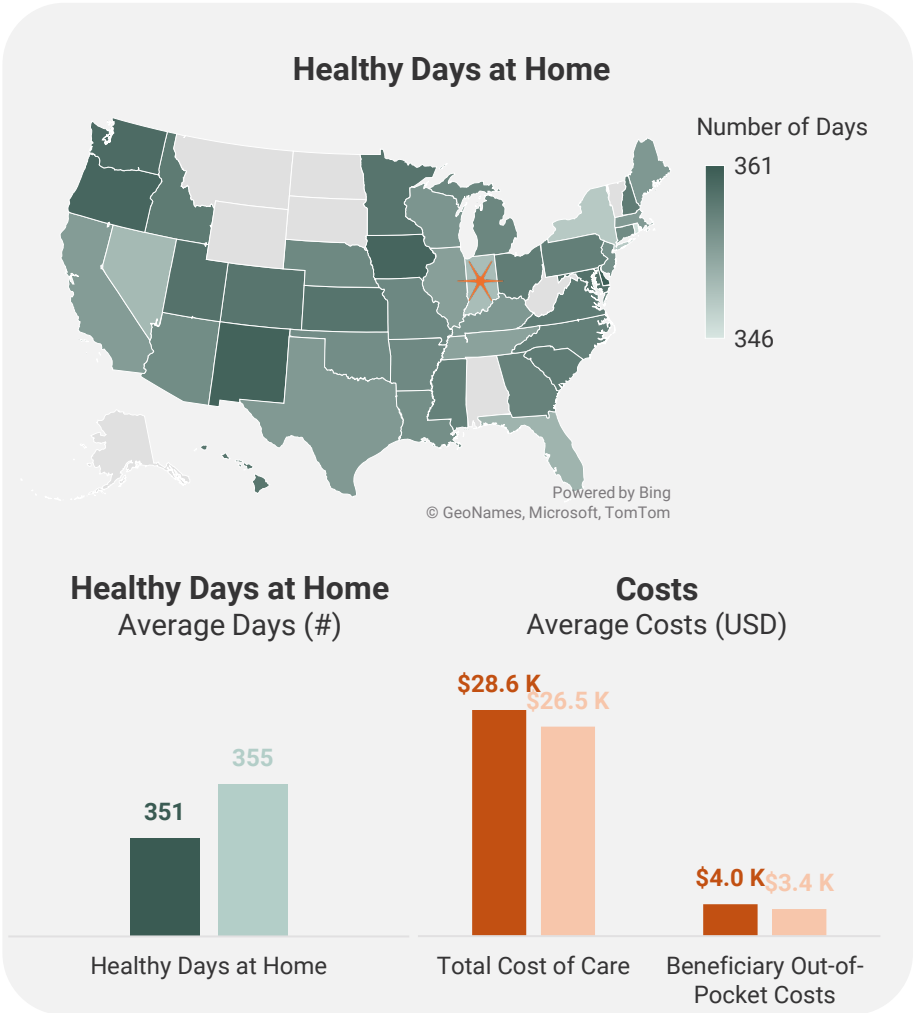 Healthy Days at Home
Number of Days
361
346
Powered by Bing
© GeoNames, Microsoft, TomTom
Healthy Days at Home
Average Days (#)
351
355
Healthy Days at Home
Costs
Average Costs (USD)
$28.6 K
$26.5 K
$4.0 K
$3.4 K
Total Cost of Care
Beneficiary Out-of-
Pocket Costs